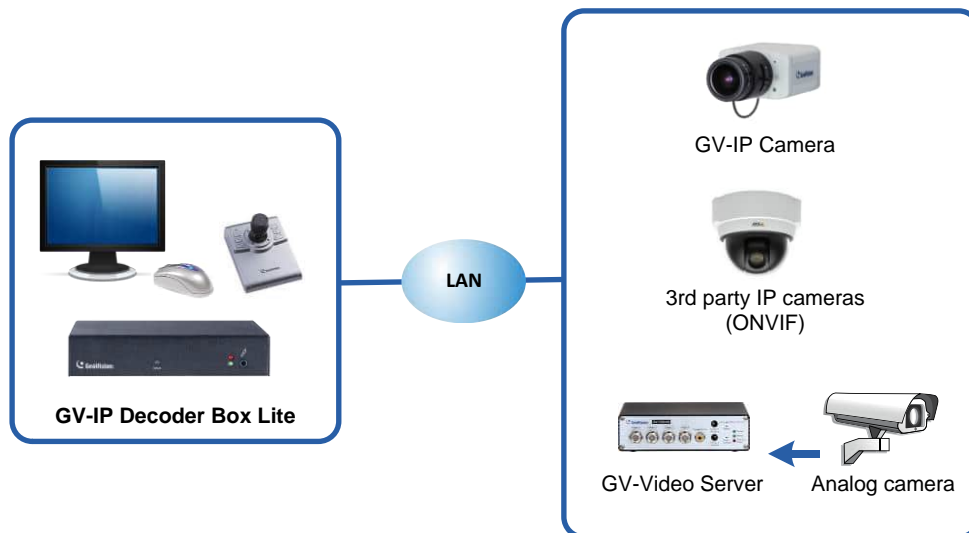 GV-IP Decoder Box Lite
LAN
GV-IP Camera
3rd party IP cameras
(ONVIF)
GV-Video Server
Analog camera
GeoVision